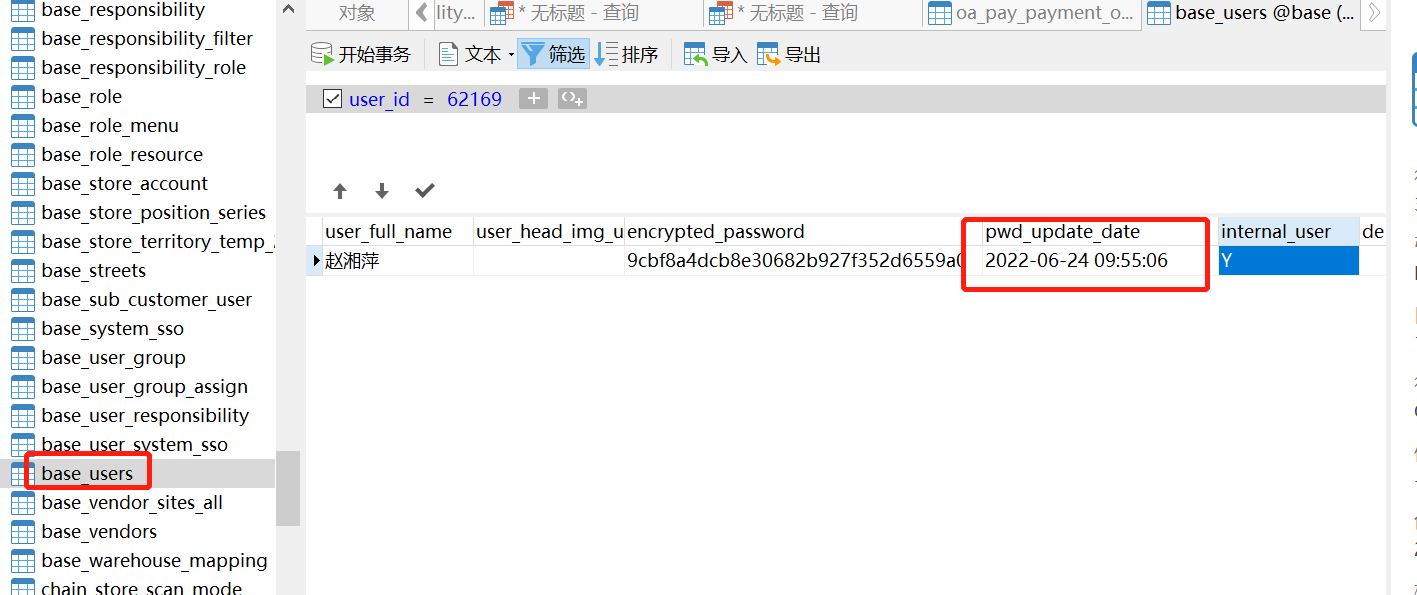 base_responsibility
base_responsibility_filter
base_responsibility_role
base_role
base_role_menu
base_role_resource
base_store_account
base_store_position_series
base_store_territory_temp_
base_streets
base_sub_customer_user
base_system_sso
base_user_group
base_user_group_assign
base_user_responsibility
base_user_system_sso
base_users
base_vendor_sites_all
base_vendors
base_warehouse_mapping
chain_store_scan_mode
对象 lity... * 无标题 - 查询 * 无标题 - 查询 oa_pay_payment_o... base_users @base (...
开始事务 文本 筛选 排序 导入 导出
user_id = 62169
user_full_name user_head_img_u encrypted_password pwd_update_date internal_user de
赵湘萍 9cbf8a4dcb8e30682b927f352d6559a0 2022-06-24 09:55:06 Y